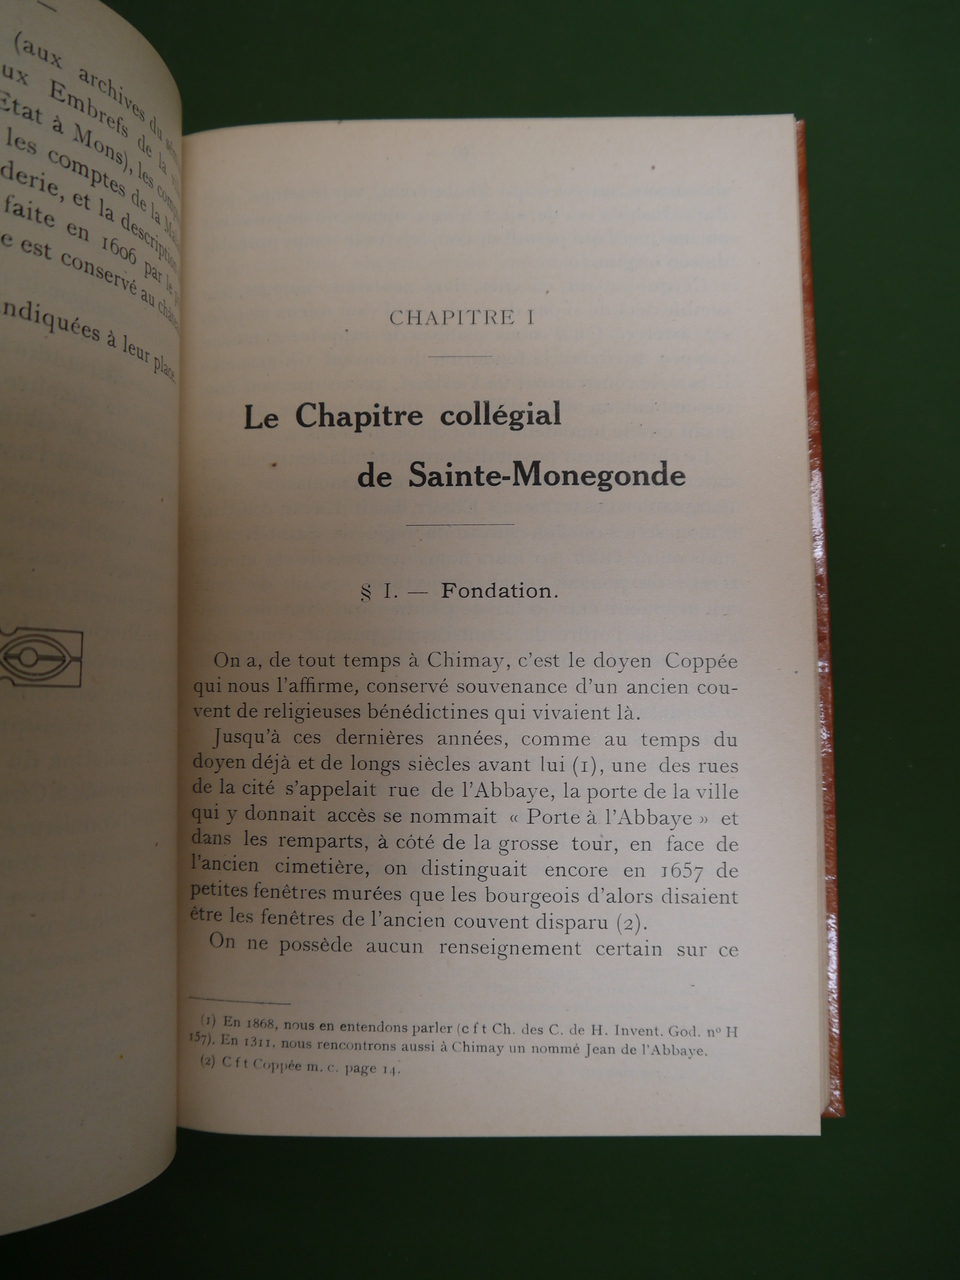 (aux archives du
ux Embrefs de la
État à Mons), les
les comptes de la
derie, et la description
faite en 1606 par le
e est conservé au
ndiquées à leur place.
CHAPITRE I
Le Chapitre collégial
de Sainte-Monegonde
§ I. — Fondation.
On a, de tout temps à Chimay, c'est le doyen Coppée
qui nous l'affirme, conservé souvenance d'un ancien cou-
vent de religieuses bénédictines qui vivaient là.
Jusqu'à ces dernières années, comme au temps du
doyen déjà et de longs siècles avant lui (1), une des rues
de la cité s'appelait rue de l'Abbaye, la porte de la ville
qui y donnait accès se nommait « Porte à l'Abbaye » et
dans les remparts, à côté de la grosse tour, en face de
l'ancien cimetière, on distinguait encore en 1657 de
petites fenêtres murées que les bourgeois d'alors disaient
être les fenêtres de l'ancien couvent disparu (2).
On ne possède aucun renseignement certain sur ce
(1) En 1868, nous en entendons parler (c f t Ch. des C. de H. Invent. God. n° H
157). En 1311, nous rencontrons aussi à Chimay un nommé Jean de l'Abbaye.
(2) C f t Coppée m. c. page 14.